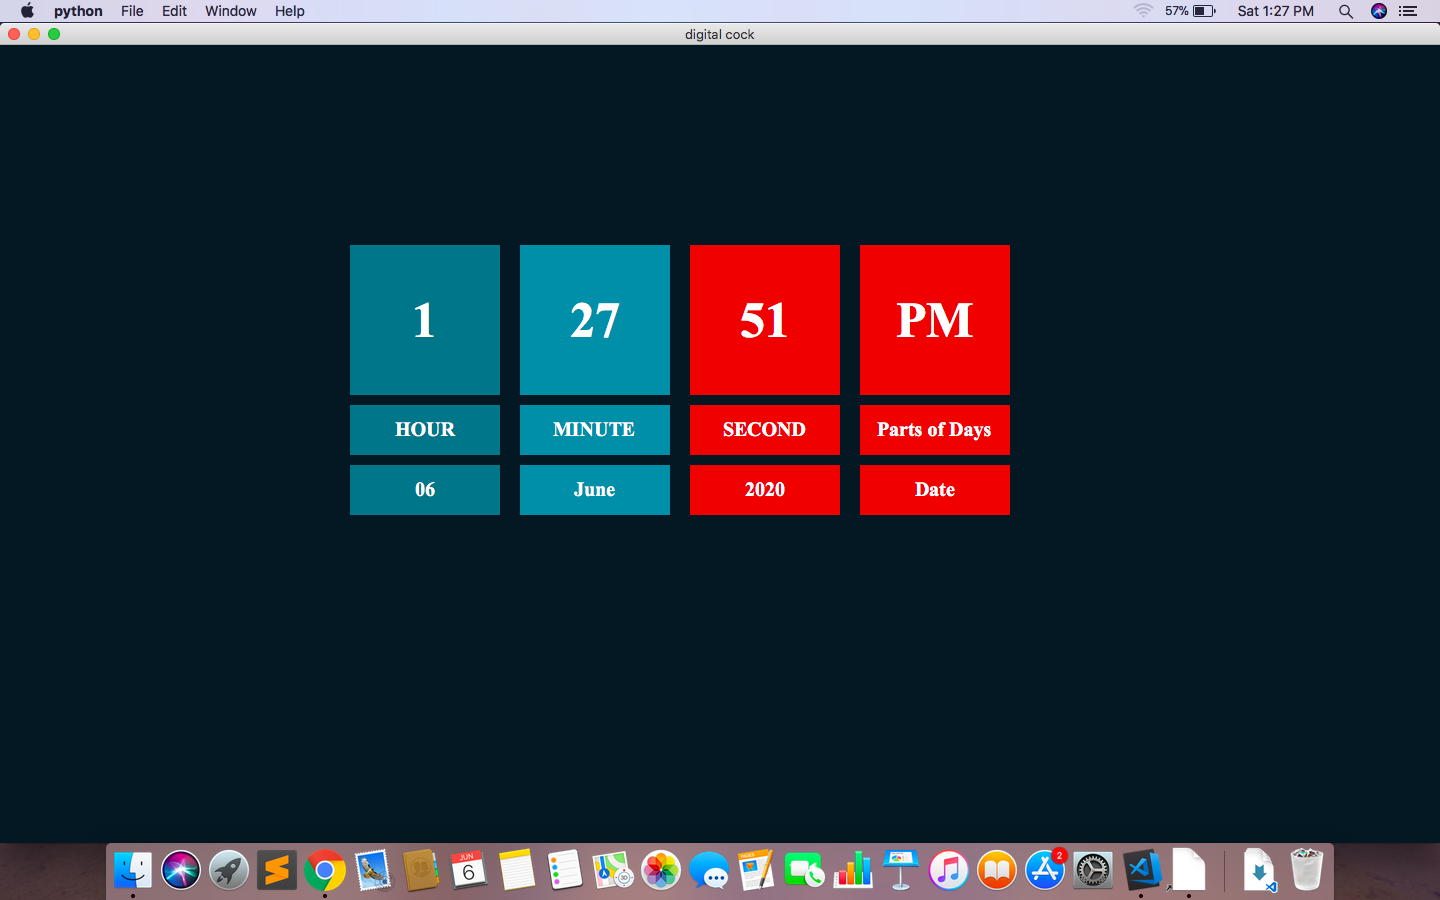 python File Edit Window Help 57% Sat 1:27 PM
digital cock
1 27 51 PM
HOUR MINUTE SECOND Parts of Days
06 June 2020 Date
JUN
6
2